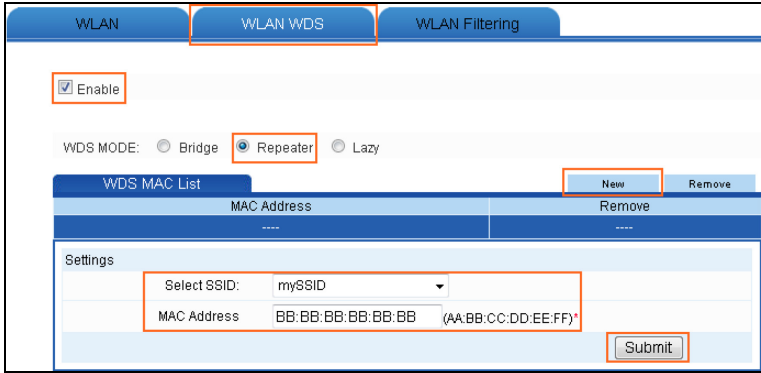 WLAN WLAN WDS WLAN Filtering
Enable
WDS MODE: Bridge Repeater Lazy
WDS MAC List New Remove
MAC Address Remove
---- ----
Settings
Select SSID: mySSID
MAC Address BB:BB:BB:BB:BB:BB (AA:BB:CC:DD:EE:FF)*
Submit